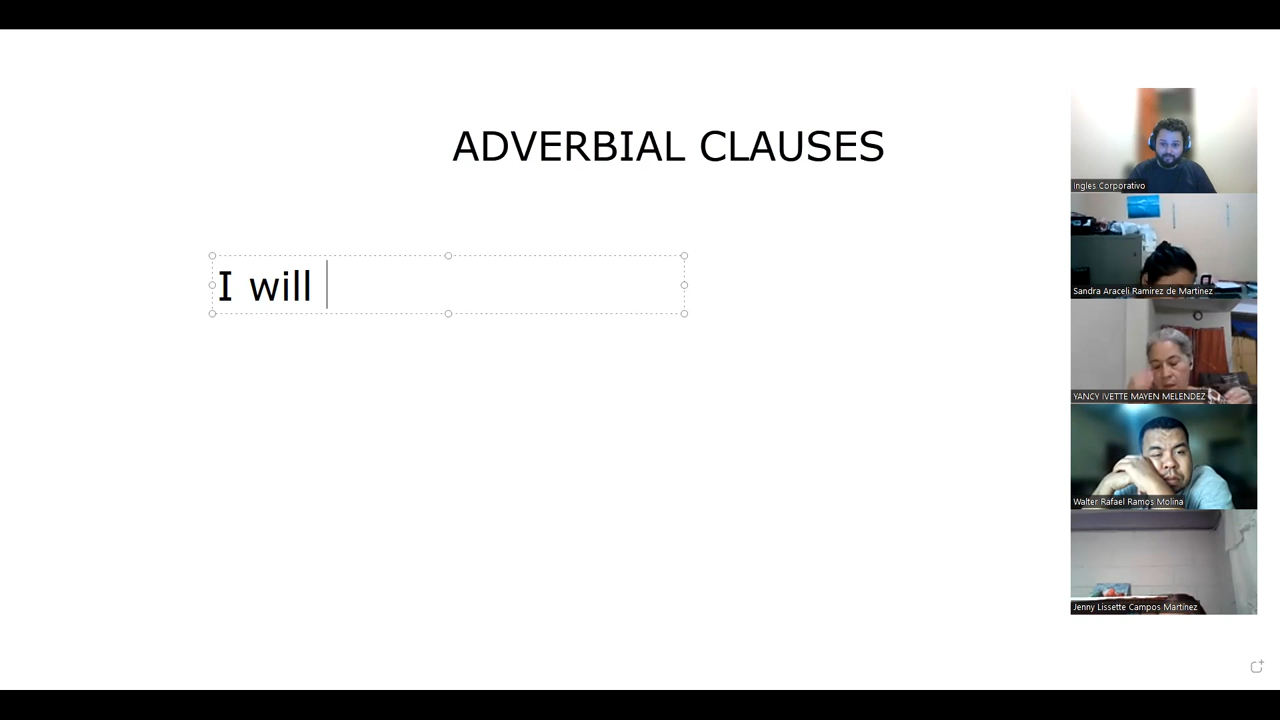 ADVERBIAL CLAUSES
I will
Ingles Corporativo
Sandra Araceli Ramirez de Martinez
YANCY IVETTE MAYEN MELENDEZ
Walter Rafael Ramos Molina
Jenny Lissette Campos Martínez